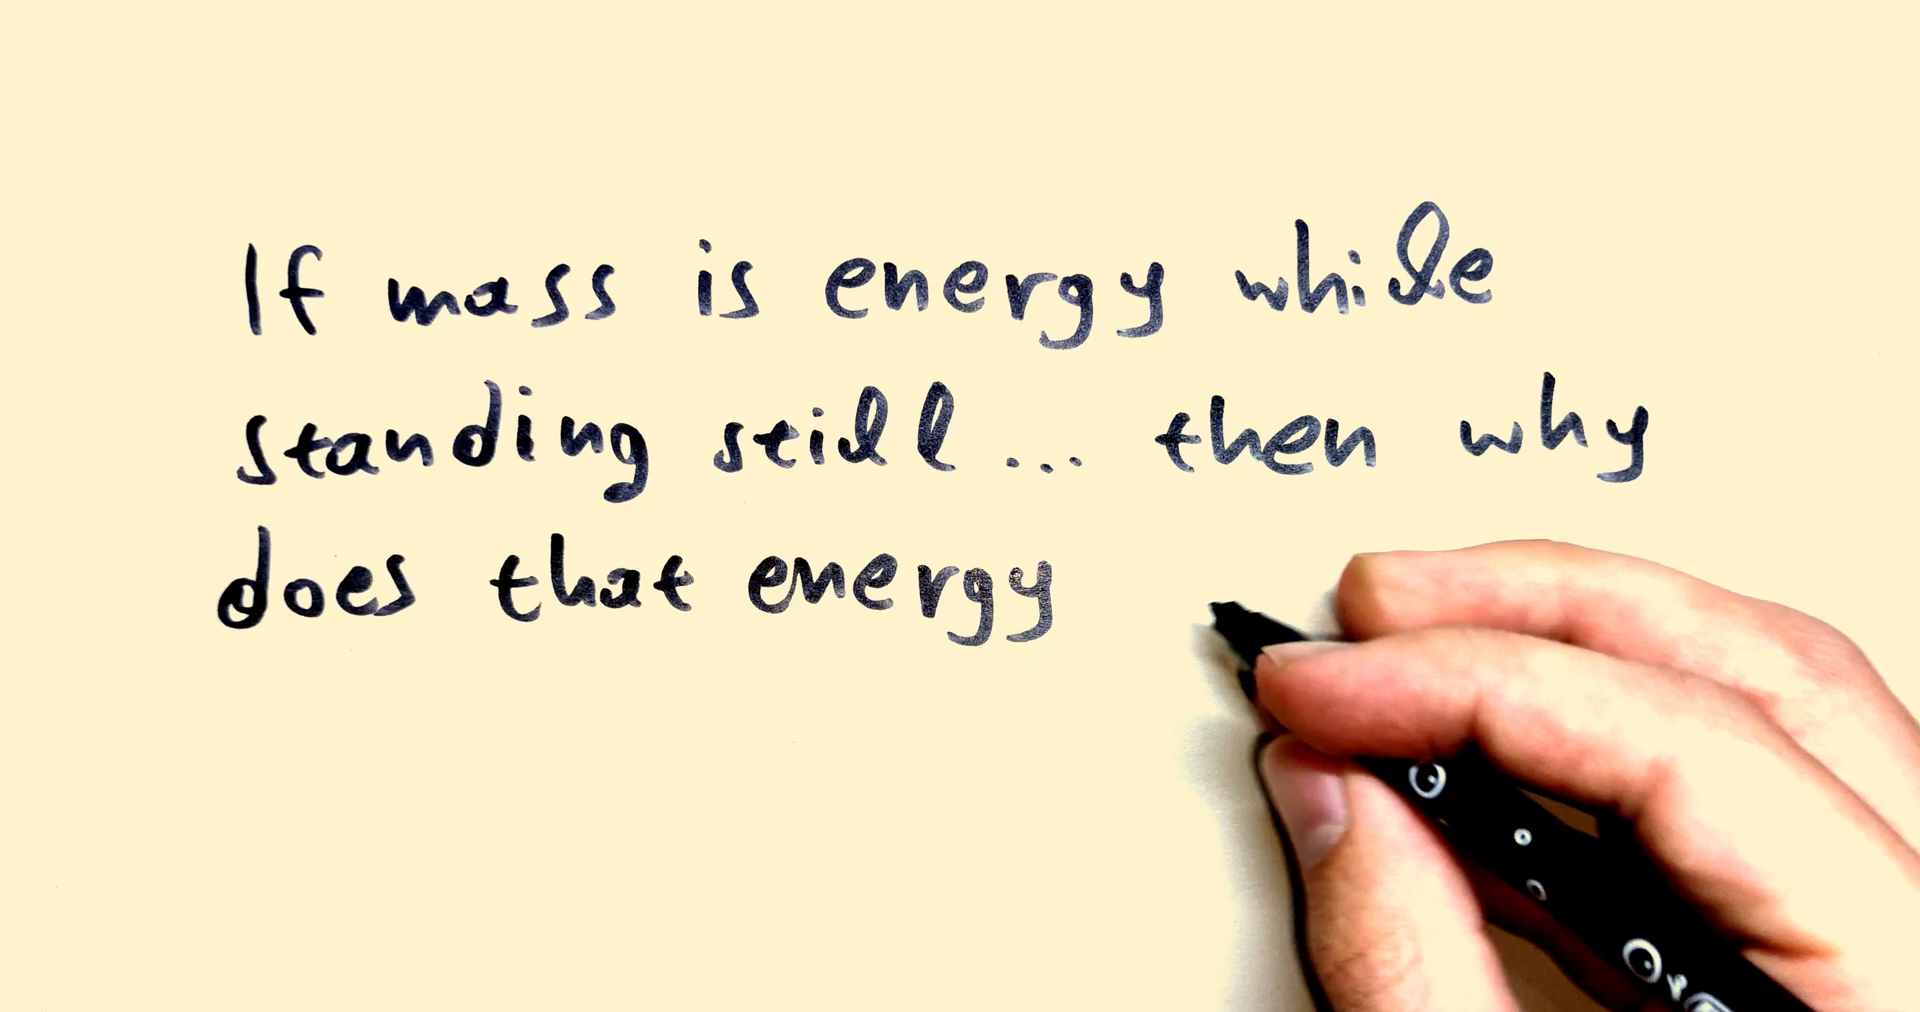 If mass is energy while
standing still... then why
does that energy